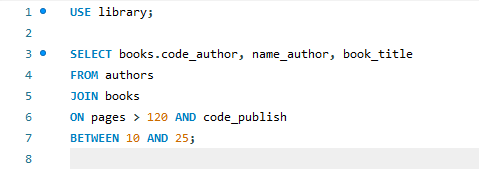 1 USE library;
2
3 SELECT books.code_author, name_author, book_title
4 FROM authors
5 JOIN books
6 ON pages > 120 AND code_publish
7 BETWEEN 10 AND 25;
8